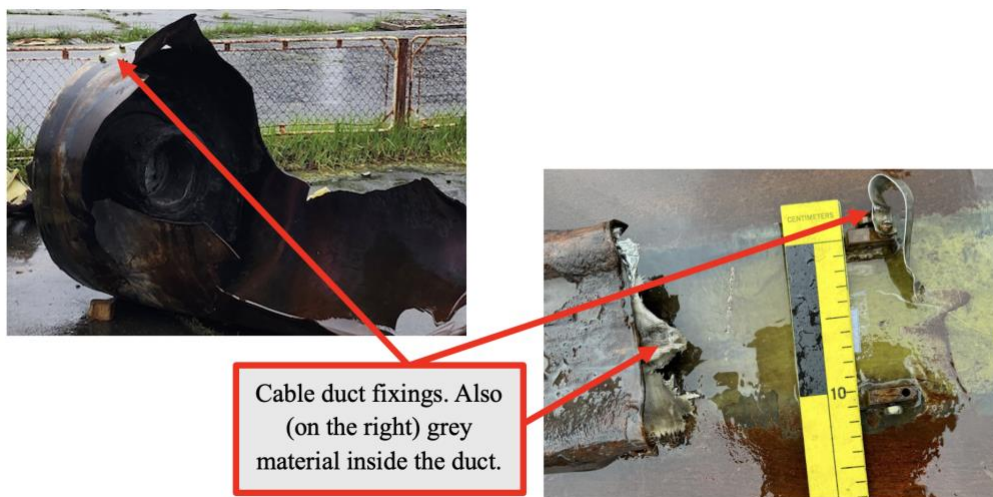 CENTIMETERS
10
Cable duct fixings. Also
(on the right) grey
material inside the duct.